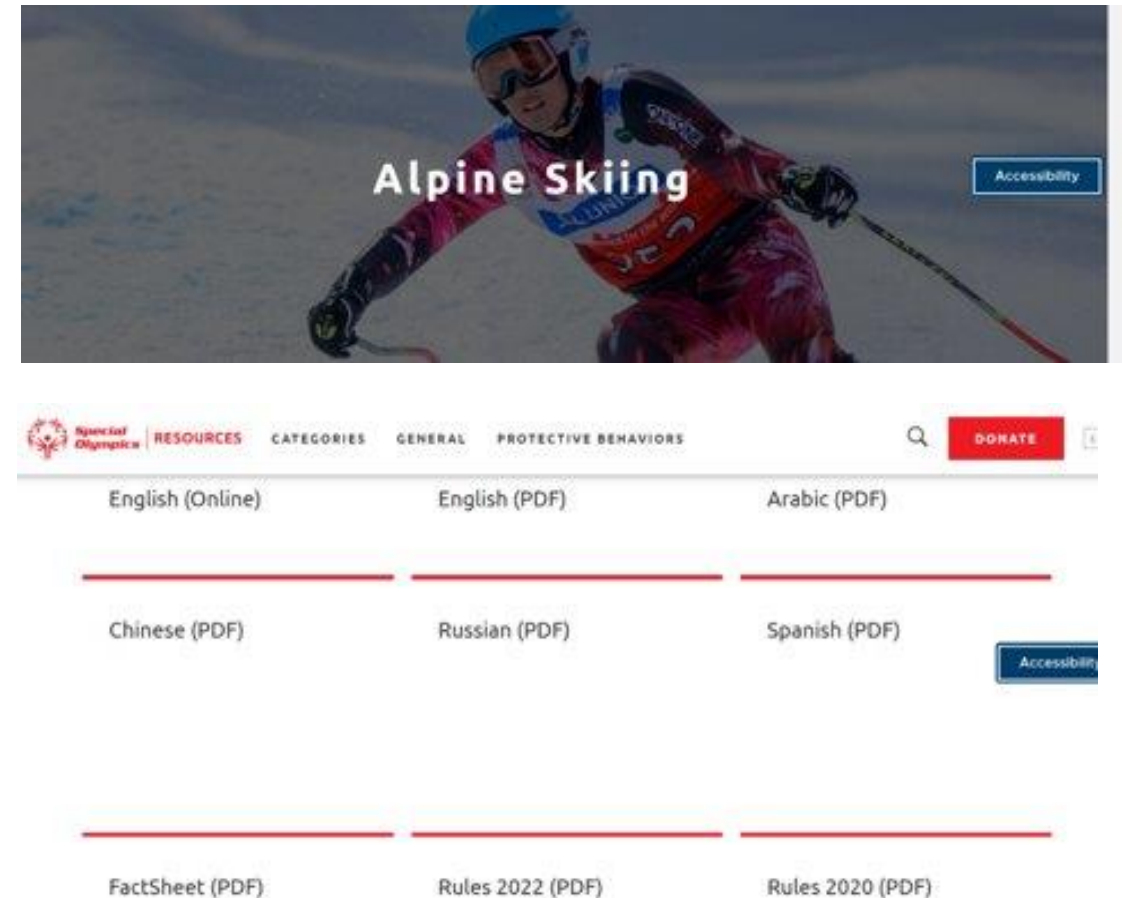 Alpine Skiing
Accessibility
Special Olympics RESOURCES CATEGORIES GENERAL PROTECTIVE BEHAVIORS DONATE
English (Online) English (PDF) Arabic (PDF)
Chinese (PDF) Russian (PDF) Spanish (PDF)
Accessibility
FactSheet (PDF) Rules 2022 (PDF) Rules 2020 (PDF)